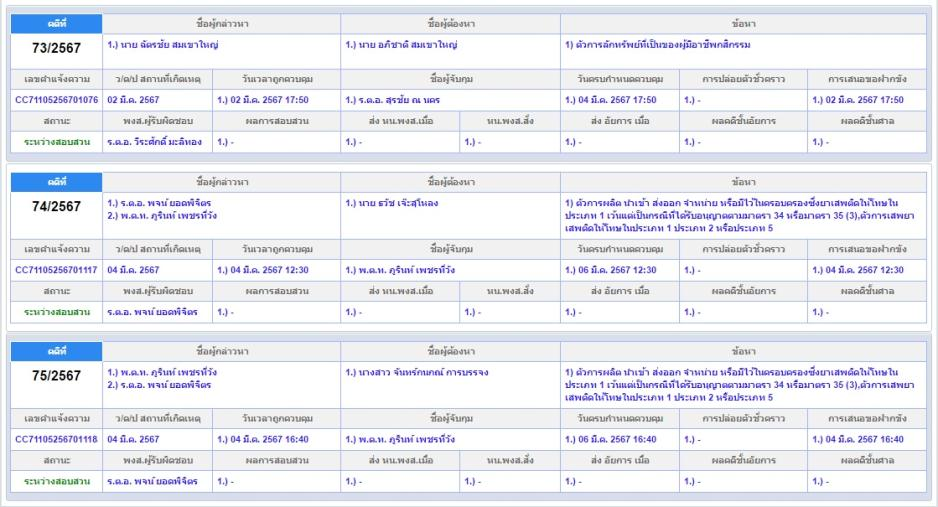 คดีที่ ชื่อผู้กล่าวหา ชื่อผู้ต้องหา ข้อหา
73/2567 1.) นาย ฉัตรชัย สมเขาใหญ่ 1.) นาย อภิชาติ สมเขาใหญ่ 1) ตัวการลักทรัพย์ที่เป็นของผู้มีอาชีพกสิกรรม
เลขคำแจ้งความ ว/ด/ป สถานที่เกิดเหตุ วันเวลาถูกควบคุม ชื่อผู้จับกุม วันครบกำหนดควบคุม การปล่อยตัวชั่วคราว การเสนอขอฝากขัง
CC71105256701076 02 มี.ค. 2567 1.) 02 มี.ค. 2567 17:50 1.) ร.ต.อ. สุรชัย ณ นคร 1.) 04 มี.ค. 2567 17:50 1.) - 1.) 02 มี.ค. 2567 17:50
สถานะ พงส.ผู้รับผิดชอบ ผลการสอบสวน ส่ง หน.พงส.เมื่อ หน.พงส.สั่ง ส่ง อัยการ เมื่อ ผลคดีชั้นอัยการ ผลคดีชั้นศาล
ระหว่างสอบสวน ร.ต.อ. วีระศักดิ์ มะลิทอง 1.) - 1.) - 1.) - 1.) - 1.) - 1.) -
คดีที่ ชื่อผู้กล่าวหา ชื่อผู้ต้องหา ข้อหา
74/2567 1.) ร.ต.อ. พจน์ ยอดพิจิตร 1.) นาย ธวัช เจ๊ะสุโหลง 1) ตัวการผลิต นำเข้า ส่งออก จำหน่าย หรือมีไว้ในครอบครองซึ่งยาเสพติดให้โทษใน
2.) พ.ต.ท. ภูรินท์ เพชรที่วัง ประเภท 1 เว้นแต่เป็นกรณีที่ได้รับอนุญาตตามมาตรา 34 หรือมาตรา 35 (3),ตัวการเสพยา
เสพติดให้โทษในประเภท 1 ประเภท 2 หรือประเภท 5
เลขคำแจ้งความ ว/ด/ป สถานที่เกิดเหตุ วันเวลาถูกควบคุม ชื่อผู้จับกุม วันครบกำหนดควบคุม การปล่อยตัวชั่วคราว การเสนอขอฝากขัง
CC71105256701117 04 มี.ค. 2567 1.) 04 มี.ค. 2567 12:30 1.) พ.ต.ท. ภูรินท์ เพชรที่วัง 1.) 06 มี.ค. 2567 12:30 1.) - 1.) 04 มี.ค. 2567 12:30
สถานะ พงส.ผู้รับผิดชอบ ผลการสอบสวน ส่ง หน.พงส.เมื่อ หน.พงส.สั่ง ส่ง อัยการ เมื่อ ผลคดีชั้นอัยการ ผลคดีชั้นศาล
ระหว่างสอบสวน ร.ต.อ. พจน์ ยอดพิจิตร 1.) - 1.) - 1.) - 1.) - 1.) - 1.) -
คดีที่ ชื่อผู้กล่าวหา ชื่อผู้ต้องหา ข้อหา
75/2567 1.) พ.ต.ท. ภูรินท์ เพชรที่วัง 1.) นางสาว จันทร์กนกณ์ การบรรจง 1) ตัวการผลิต นำเข้า ส่งออก จำหน่าย หรือมีไว้ในครอบครองซึ่งยาเสพติดให้โทษใน
2.) ร.ต.อ. พจน์ ยอดพิจิตร ประเภท 1 เว้นแต่เป็นกรณีที่ได้รับอนุญาตตามมาตรา 34 หรือมาตรา 35 (3),ตัวการเสพยา
เสพติดให้โทษในประเภท 1 ประเภท 2 หรือประเภท 5
เลขคำแจ้งความ ว/ด/ป สถานที่เกิดเหตุ วันเวลาถูกควบคุม ชื่อผู้จับกุม วันครบกำหนดควบคุม การปล่อยตัวชั่วคราว การเสนอขอฝากขัง
CC71105256701118 04 มี.ค. 2567 1.) 04 มี.ค. 2567 16:40 1.) พ.ต.ท. ภูรินท์ เพชรที่วัง 1.) 06 มี.ค. 2567 16:40 1.) - 1.) 04 มี.ค. 2567 16:40
สถานะ พงส.ผู้รับผิดชอบ ผลการสอบสวน ส่ง หน.พงส.เมื่อ หน.พงส.สั่ง ส่ง อัยการ เมื่อ ผลคดีชั้นอัยการ ผลคดีชั้นศาล
ระหว่างสอบสวน ร.ต.อ. พจน์ ยอดพิจิตร 1.) - 1.) - 1.) - 1.) - 1.) - 1.) -